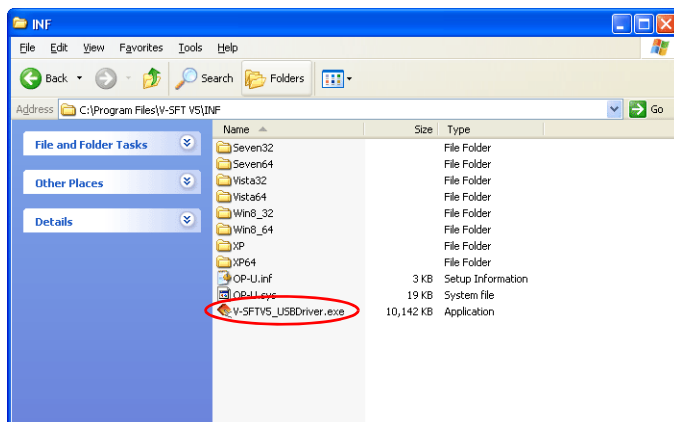 INF
File Edit View Favorites Tools Help
Back Search Folders
Address C:\Program Files\V-SFT V5\INF Go
Name Size Type
File and Folder Tasks
Other Places
Details
Seven32 File Folder
Seven64 File Folder
Vista32 File Folder
Vista64 File Folder
Win8_32 File Folder
Win8_64 File Folder
XP File Folder
XP64 File Folder
OP-U.inf 3 KB Setup Information
OP-U.sys 19 KB System file
V-SFTV5_USBDriver.exe 10,142 KB Application